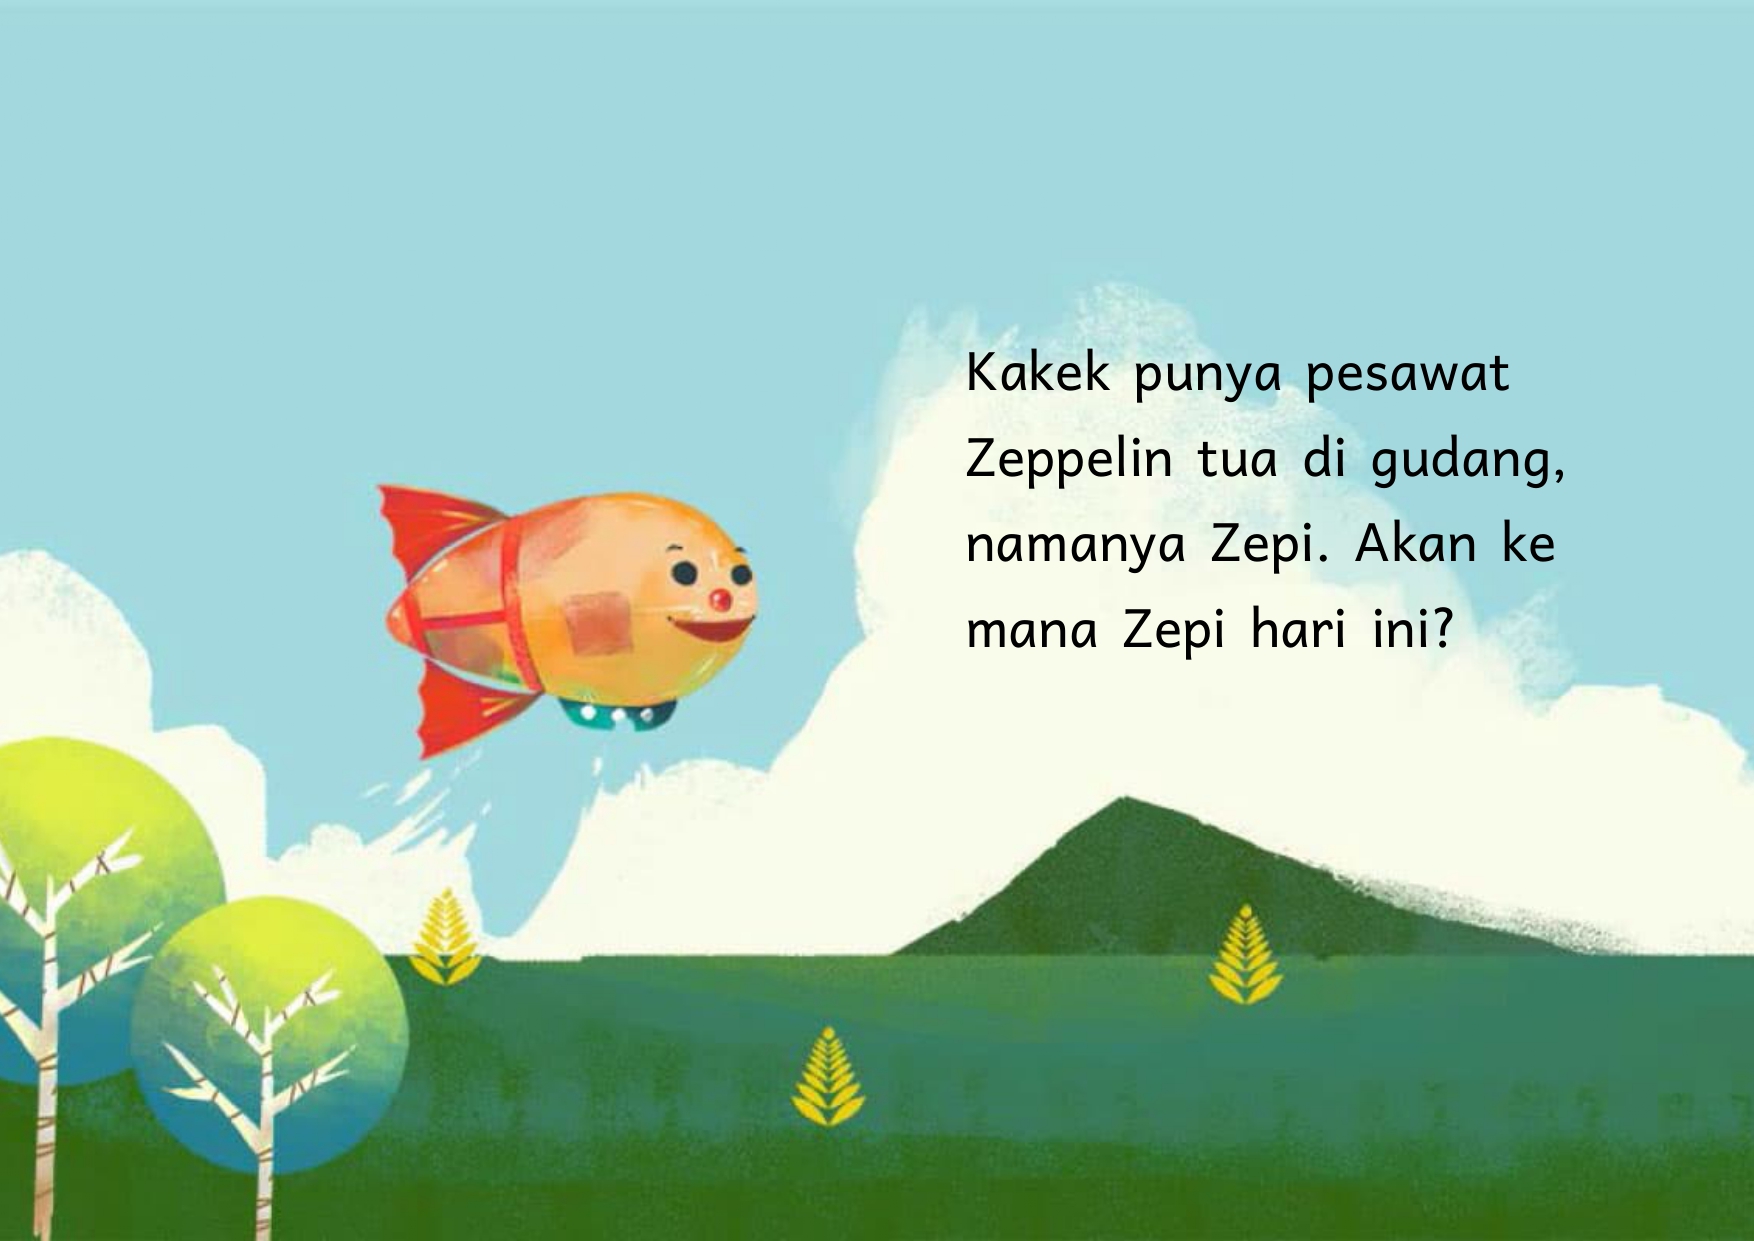 Kakek punya pesawat
Zeppelin tua di gudang,
namanya Zepi. Akan ke
mana Zepi hari ini?